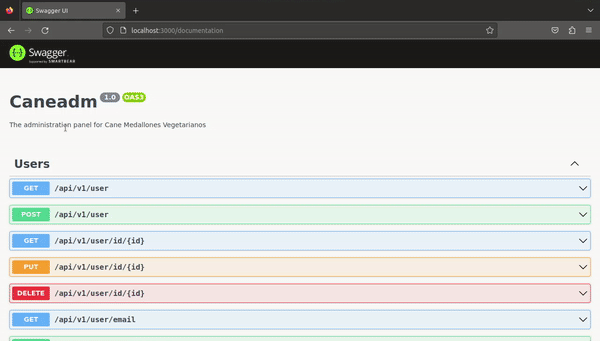 Swagger UI
localhost:3000/documentation
Swagger
Supported by SMARTBEAR
Caneadm 1.0 OAS3
The administration panel for Cane Medallones Vegetarianos
Users
GET /api/v1/user
POST /api/v1/user
GET /api/v1/user/id/{id}
PUT /api/v1/user/id/{id}
DELETE /api/v1/user/id/{id}
GET /api/v1/user/email